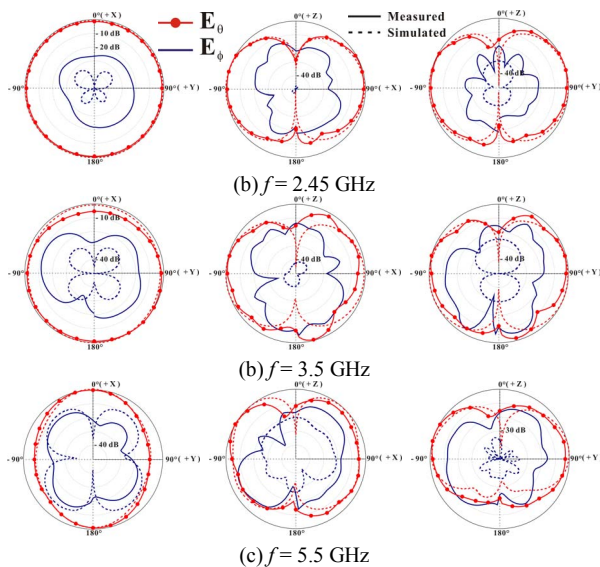 0°(+X) E_θ 0°(+Z) Measured 0°(+Z)
E_ϕ Simulated
-10 dB
-20 dB
-40 dB
40 dB
-90° 90°(+Y) -90° 90°(+X) -90° 90°(+Y)
180° 180° 180°
(b) f = 2.45 GHz
0°(+X) 0°(+Z) 0°(+Z)
-10 dB
40 dB 40 dB 40 dB
-90° 90°(+Y) -90° 90°(+X) -90° 90°(+Y)
180° 180° 180°
(b) f = 3.5 GHz
0°(+X) 0°(+Z) 0°(+Z)
-40 dB
30 dB
-90° 90°(+Y) -90° 90°(+X) -90° 90°(+Y)
180° 180° 180°
(c) f = 5.5 GHz